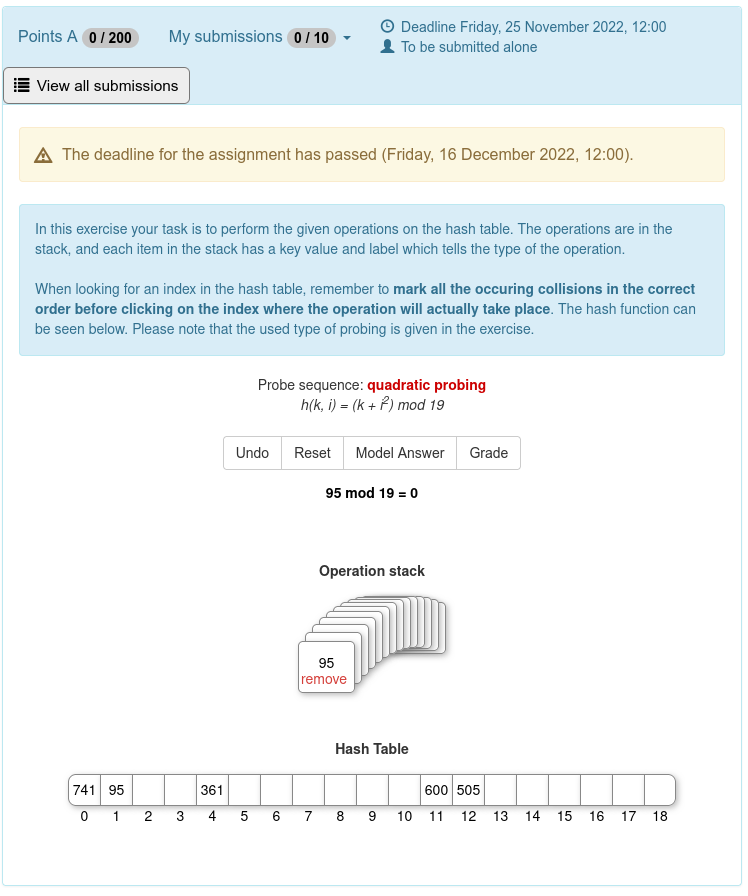 Points A 0 / 200 My submissions 0 / 10
Deadline Friday, 25 November 2022, 12:00
To be submitted alone
View all submissions
The deadline for the assignment has passed (Friday, 16 December 2022, 12:00).
In this exercise your task is to perform the given operations on the hash table. The operations are in the
stack, and each item in the stack has a key value and label which tells the type of the operation.
When looking for an index in the hash table, remember to mark all the occuring collisions in the correct
order before clicking on the index where the operation will actually take place. The hash function can
be seen below. Please note that the used type of probing is given in the exercise.
Probe sequence: quadratic probing
h(k, i) = (k + i²) mod 19
Undo Reset Model Answer Grade
95 mod 19 = 0
Operation stack
95
remove
Hash Table
741 95 361 600 505
0 1 2 3 4 5 6 7 8 9 10 11 12 13 14 15 16 17 18